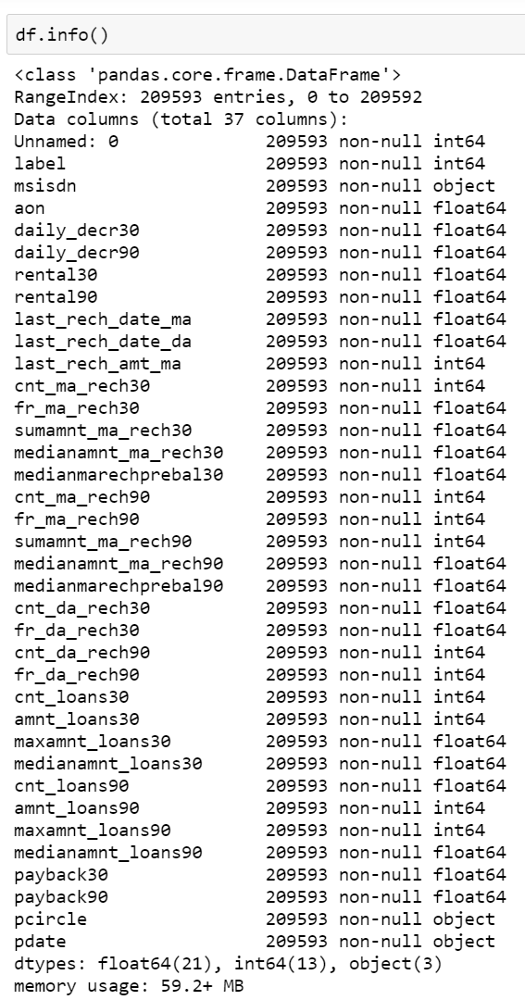 df.info()
<class 'pandas.core.frame.DataFrame'>
RangeIndex: 209593 entries, 0 to 209592
Data columns (total 37 columns):
Unnamed: 0              209593 non-null int64
label                   209593 non-null int64
msisdn                  209593 non-null object
aon                     209593 non-null float64
daily_decr30            209593 non-null float64
daily_decr90            209593 non-null float64
rental30                209593 non-null float64
rental90                209593 non-null float64
last_rech_date_ma       209593 non-null float64
last_rech_date_da       209593 non-null float64
last_rech_amt_ma        209593 non-null int64
cnt_ma_rech30           209593 non-null int64
fr_ma_rech30            209593 non-null float64
sumamnt_ma_rech30       209593 non-null float64
medianamnt_ma_rech30    209593 non-null float64
medianmarechprebal30    209593 non-null float64
cnt_ma_rech90           209593 non-null int64
fr_ma_rech90            209593 non-null int64
sumamnt_ma_rech90       209593 non-null int64
medianamnt_ma_rech90    209593 non-null float64
medianmarechprebal90    209593 non-null float64
cnt_da_rech30           209593 non-null float64
fr_da_rech30            209593 non-null float64
cnt_da_rech90           209593 non-null int64
fr_da_rech90            209593 non-null int64
cnt_loans30             209593 non-null int64
amnt_loans30            209593 non-null int64
maxamnt_loans30         209593 non-null float64
medianamnt_loans30      209593 non-null float64
cnt_loans90             209593 non-null float64
amnt_loans90            209593 non-null int64
maxamnt_loans90         209593 non-null int64
medianamnt_loans90      209593 non-null float64
payback30               209593 non-null float64
payback90               209593 non-null float64
pcircle                 209593 non-null object
pdate                   209593 non-null object
dtypes: float64(21), int64(13), object(3)
memory usage: 59.2+ MB